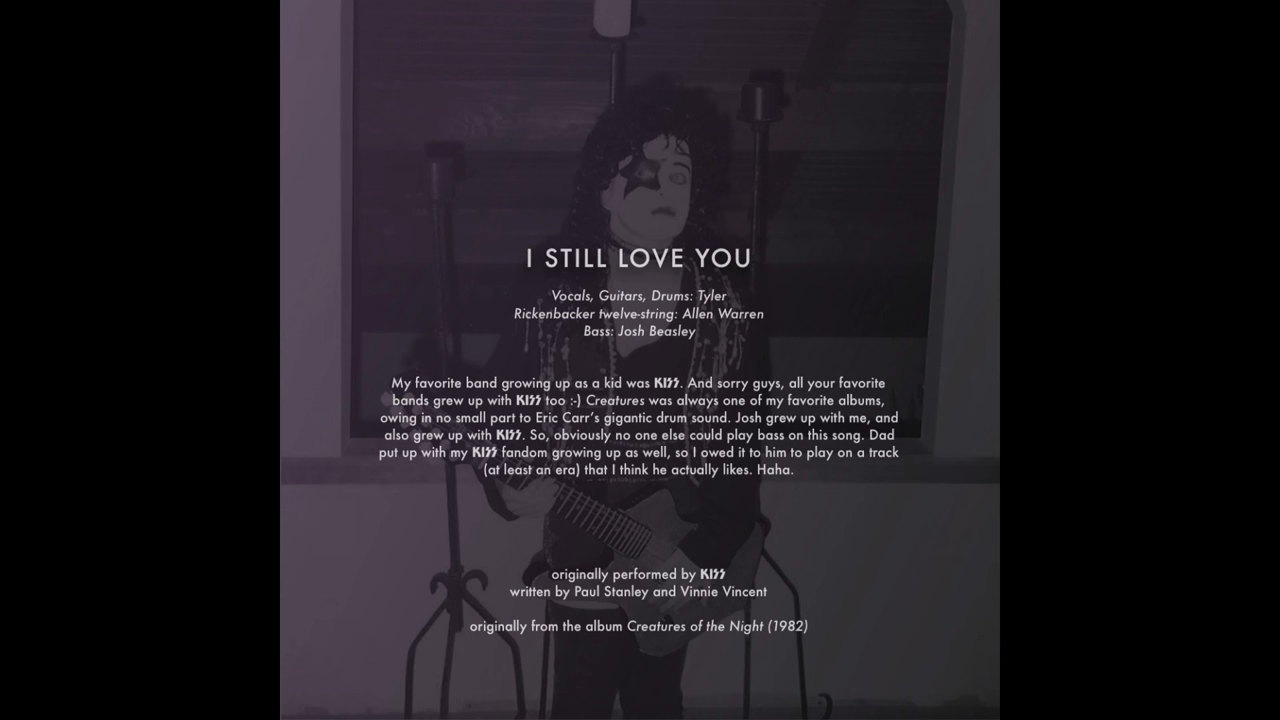 I STILL LOVE YOU
Vocals, Guitars, Drums: Tyler
Rickenbacker twelve-string: Allen Warren
Bass: Josh Beasley
My favorite band growing up as a kid was KISS. And sorry guys, all your favorite
bands grew up with KISS too :-) Creatures was always one of my favorite albums,
owing in no small part to Eric Carr’s gigantic drum sound. Josh grew up with me, and
also grew up with KISS. So, obviously no one else could play bass on this song. Dad
put up with my KISS fandom growing up as well, so I owed it to him to play on a track
(at least an era) that I think he actually likes. Haha.
originally performed by KISS
written by Paul Stanley and Vinnie Vincent
originally from the album Creatures of the Night (1982)